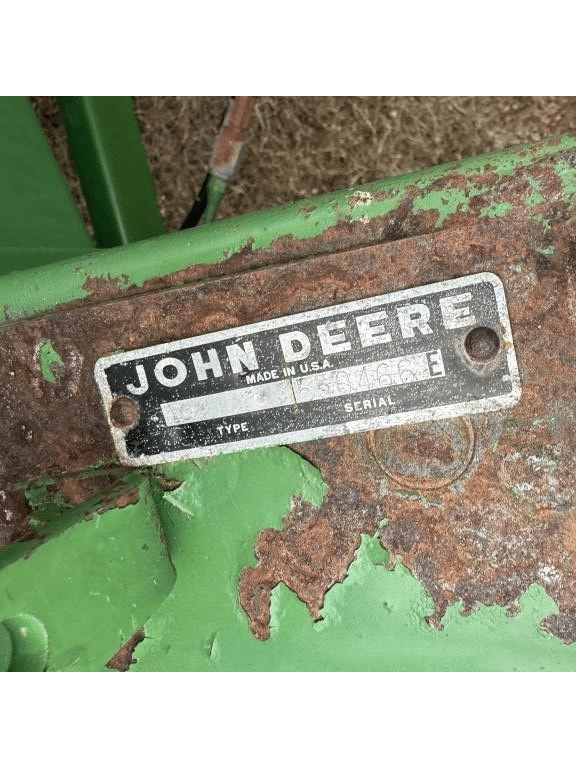 JOHN DEERE
MADE IN U.S.A.
E
TYPE SERIAL